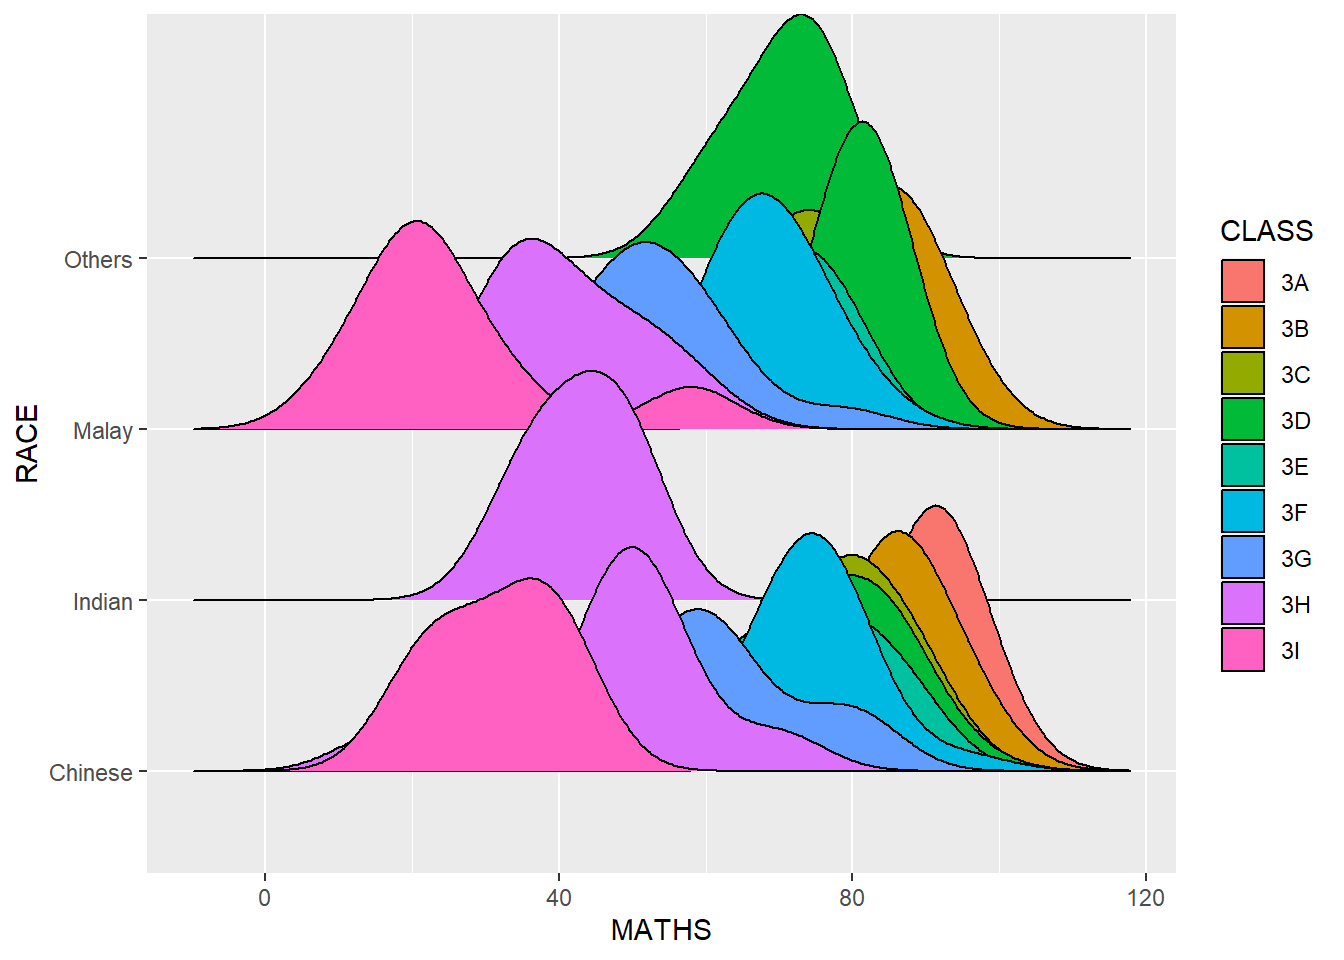 RACE
Others
Malay
Indian
Chinese
0
40
80
120
MATHS
CLASS
3A
3B
3C
3D
3E
3F
3G
3H
3I